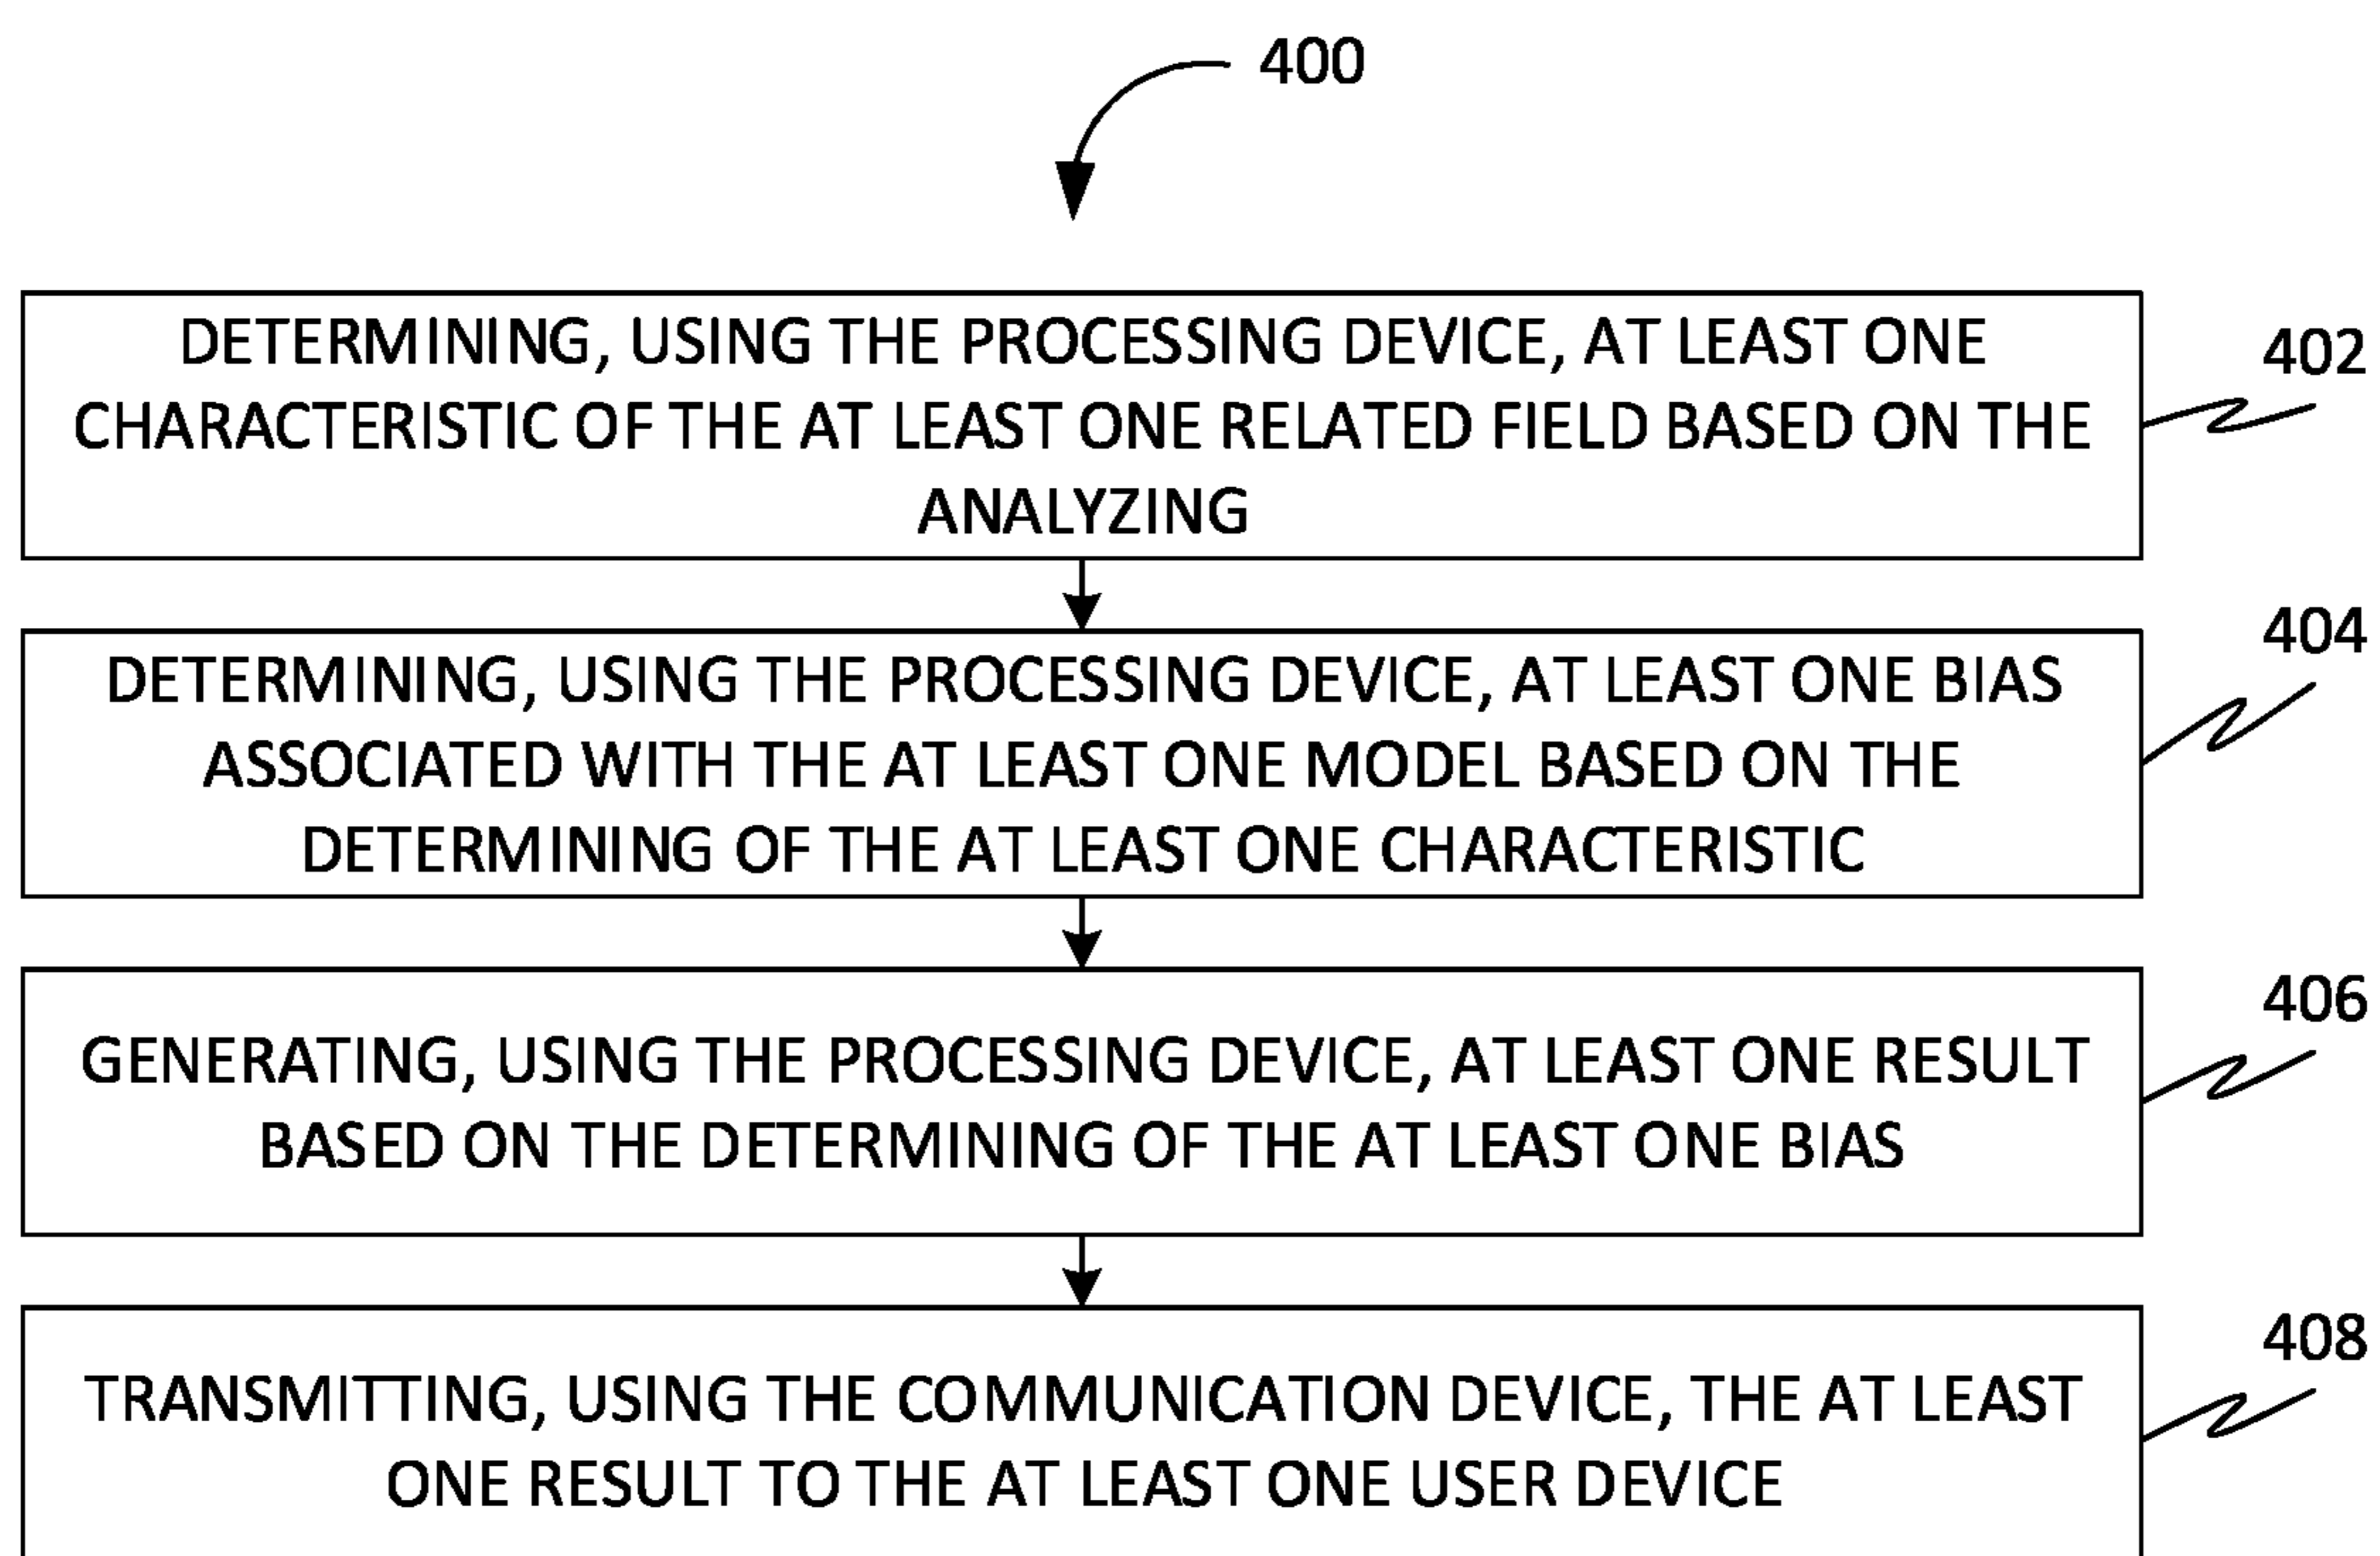 400
DETERMINING, USING THE PROCESSING DEVICE, AT LEAST ONE
CHARACTERISTIC OF THE AT LEAST ONE RELATED FIELD BASED ON THE
ANALYZING
402
DETERMINING, USING THE PROCESSING DEVICE, AT LEAST ONE BIAS
ASSOCIATED WITH THE AT LEAST ONE MODEL BASED ON THE
DETERMINING OF THE AT LEAST ONE CHARACTERISTIC
404
GENERATING, USING THE PROCESSING DEVICE, AT LEAST ONE RESULT
BASED ON THE DETERMINING OF THE AT LEAST ONE BIAS
406
TRANSMITTING, USING THE COMMUNICATION DEVICE, THE AT LEAST
ONE RESULT TO THE AT LEAST ONE USER DEVICE
408